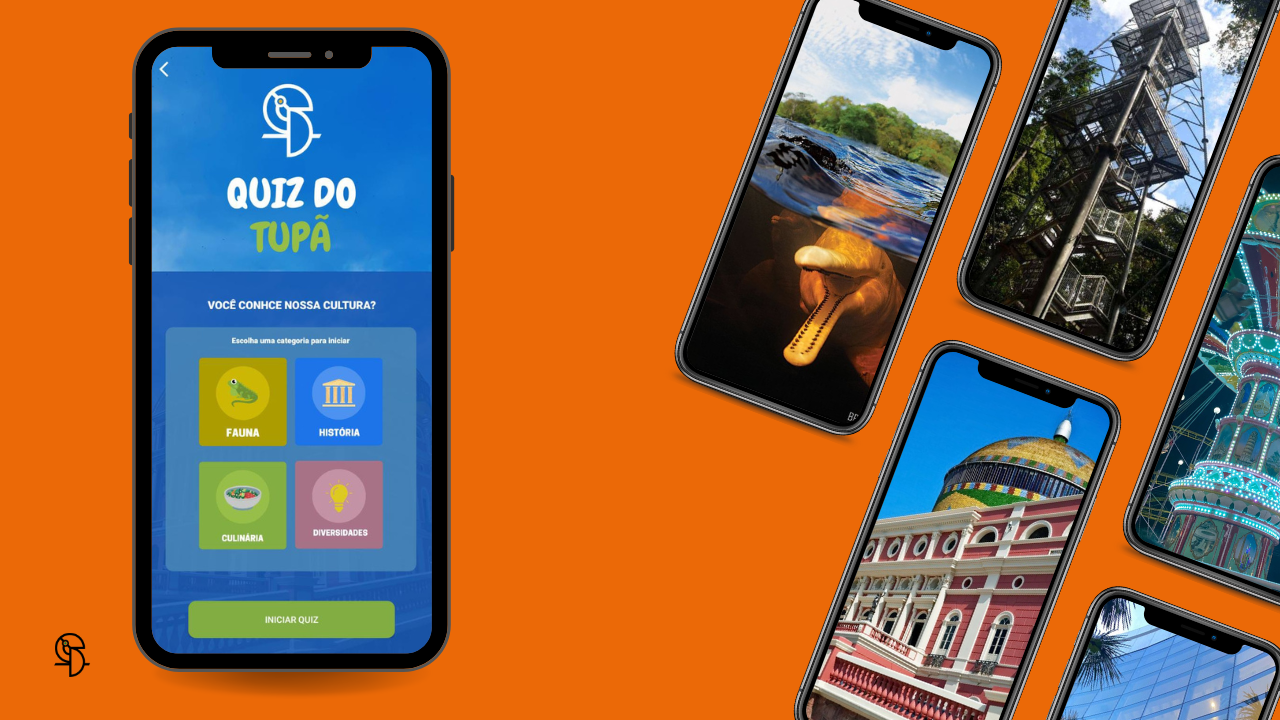 QUIZ DO
TUPÃ
VOCÊ CONHCE NOSSA CULTURA?
Escolha uma categoria para iniciar
FAUNA
HISTÓRIA
CULINÁRIA
DIVERSIDADES
INICIAR QUIZ